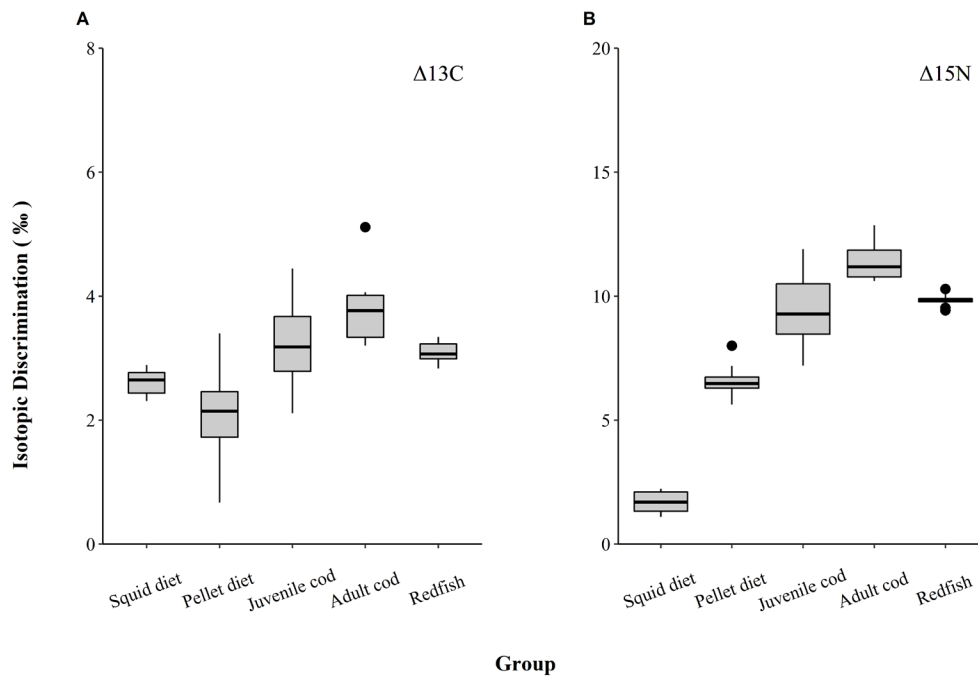 A
B
8
6
4
2
0
Δ13C
20
15
10
5
0
Δ15N
Isotopic Discrimination ( ‰ )
Squid diet
Pellet diet
Juvenile cod
Adult cod
Redfish
Squid diet
Pellet diet
Juvenile cod
Adult cod
Redfish
Group